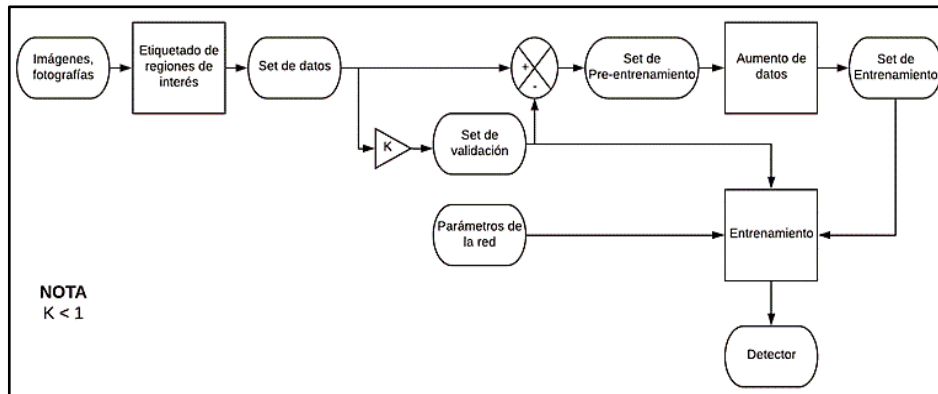 Imágenes,
fotografías
Etiquetado de
regiones de
interés
Set de datos
+
-
Set de
Pre-entrenamiento
Aumento de
datos
Set de
Entrenamiento
K
Set de
validación
Parámetros de
la red
Entrenamiento
NOTA
K < 1
Detector